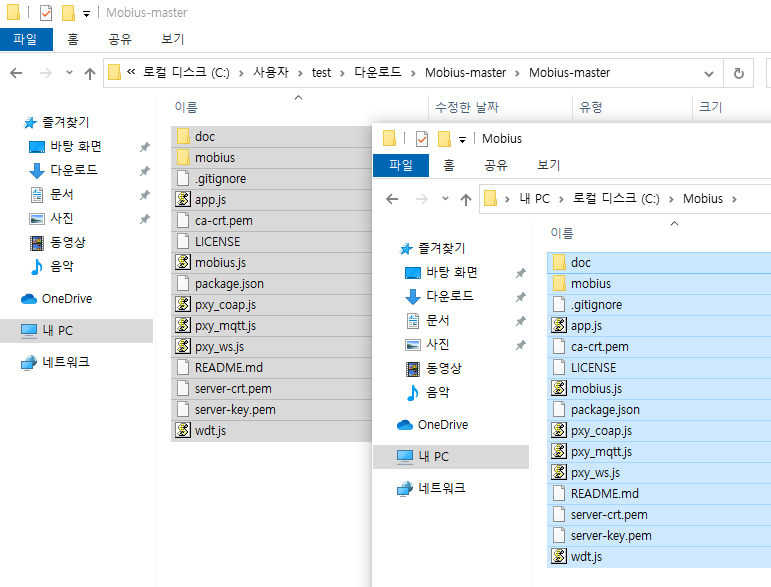 Mobius-master
파일 홈 공유 보기
« 로컬 디스크 (C:) › 사용자 › test › 다운로드 › Mobius-master › Mobius-master
즐겨찾기
바탕 화면
다운로드
문서
사진
동영상
음악
OneDrive
내 PC
네트워크
이름 수정한 날짜 유형 크기
doc
mobius
.gitignore
app.js
ca-crt.pem
LICENSE
mobius.js
package.json
pxy_coap.js
pxy_mqtt.js
pxy_ws.js
README.md
server-crt.pem
server-key.pem
wdt.js
Mobius
파일 홈 공유 보기
› 내 PC › 로컬 디스크 (C:) › Mobius ›
즐겨찾기
바탕 화면
다운로드
문서
사진
동영상
음악
OneDrive
내 PC
네트워크
이름
doc
mobius
.gitignore
app.js
ca-crt.pem
LICENSE
mobius.js
package.json
pxy_coap.js
pxy_mqtt.js
pxy_ws.js
README.md
server-crt.pem
server-key.pem
wdt.js